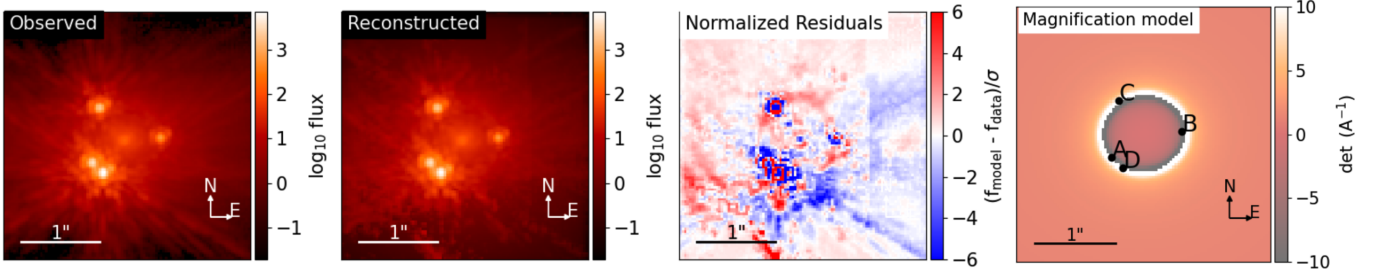 Observed
N
E
1"
3
2
1
0
−1
log10 flux
Reconstructed
N
E
1"
3
2
1
0
−1
log10 flux
Normalized Residuals
1"
6
4
2
0
−2
−4
−6
(fmodel - fdata)/σ
Magnification model
C
B
A
D
N
E
1"
10
5
0
−5
−10
det (A⁻¹)